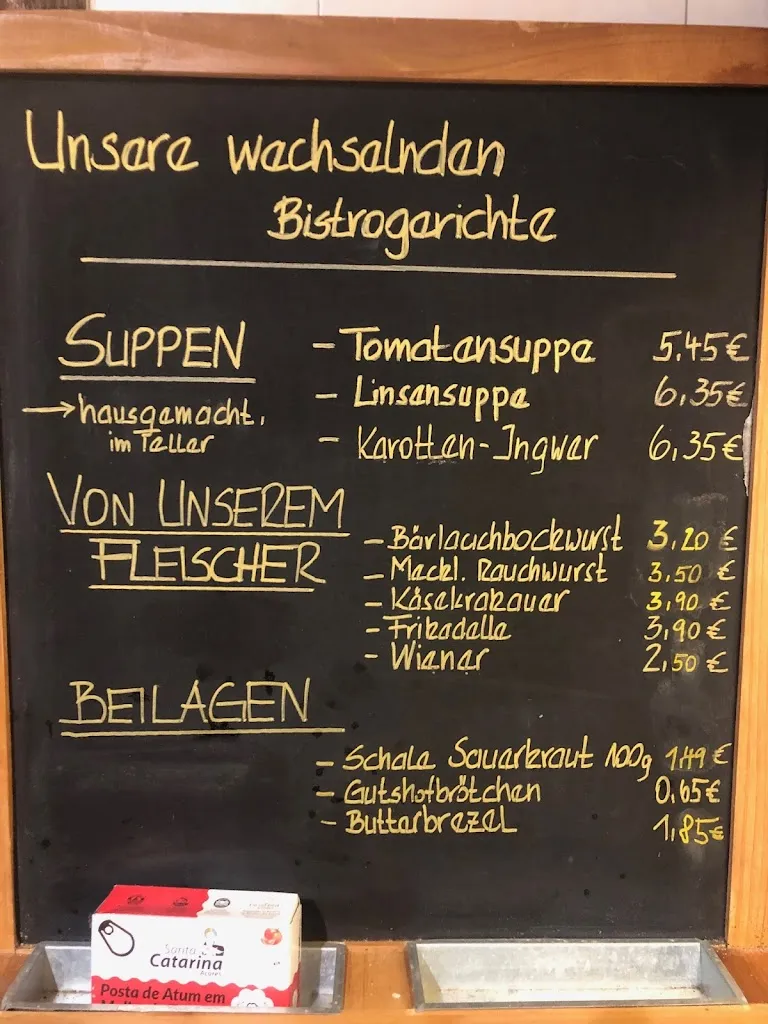 Unsere wechselnden
Bistrogerichte
SUPPEN
→ hausgemacht,
im Teller
- Tomatensuppe 5.45€
- Linsensuppe 6,35€
- Karotten-Ingwer 6,35€
VON UNSEREM
FLEISCHER
- Bärlauchbockwurst 3,20 €
- Meckl. Rauchwurst 3,50 €
- Käsekrakauer 3,90 €
- Frikadelle 3,90 €
- Wiener 2,50 €
BEILAGEN
- Schale Sauerkraut 100g 1,49 €
- Gutshofbrötchen 0,65€
- Butterbrezel 1,85€
Santa
Catarina
Açores
Posta de Atum em